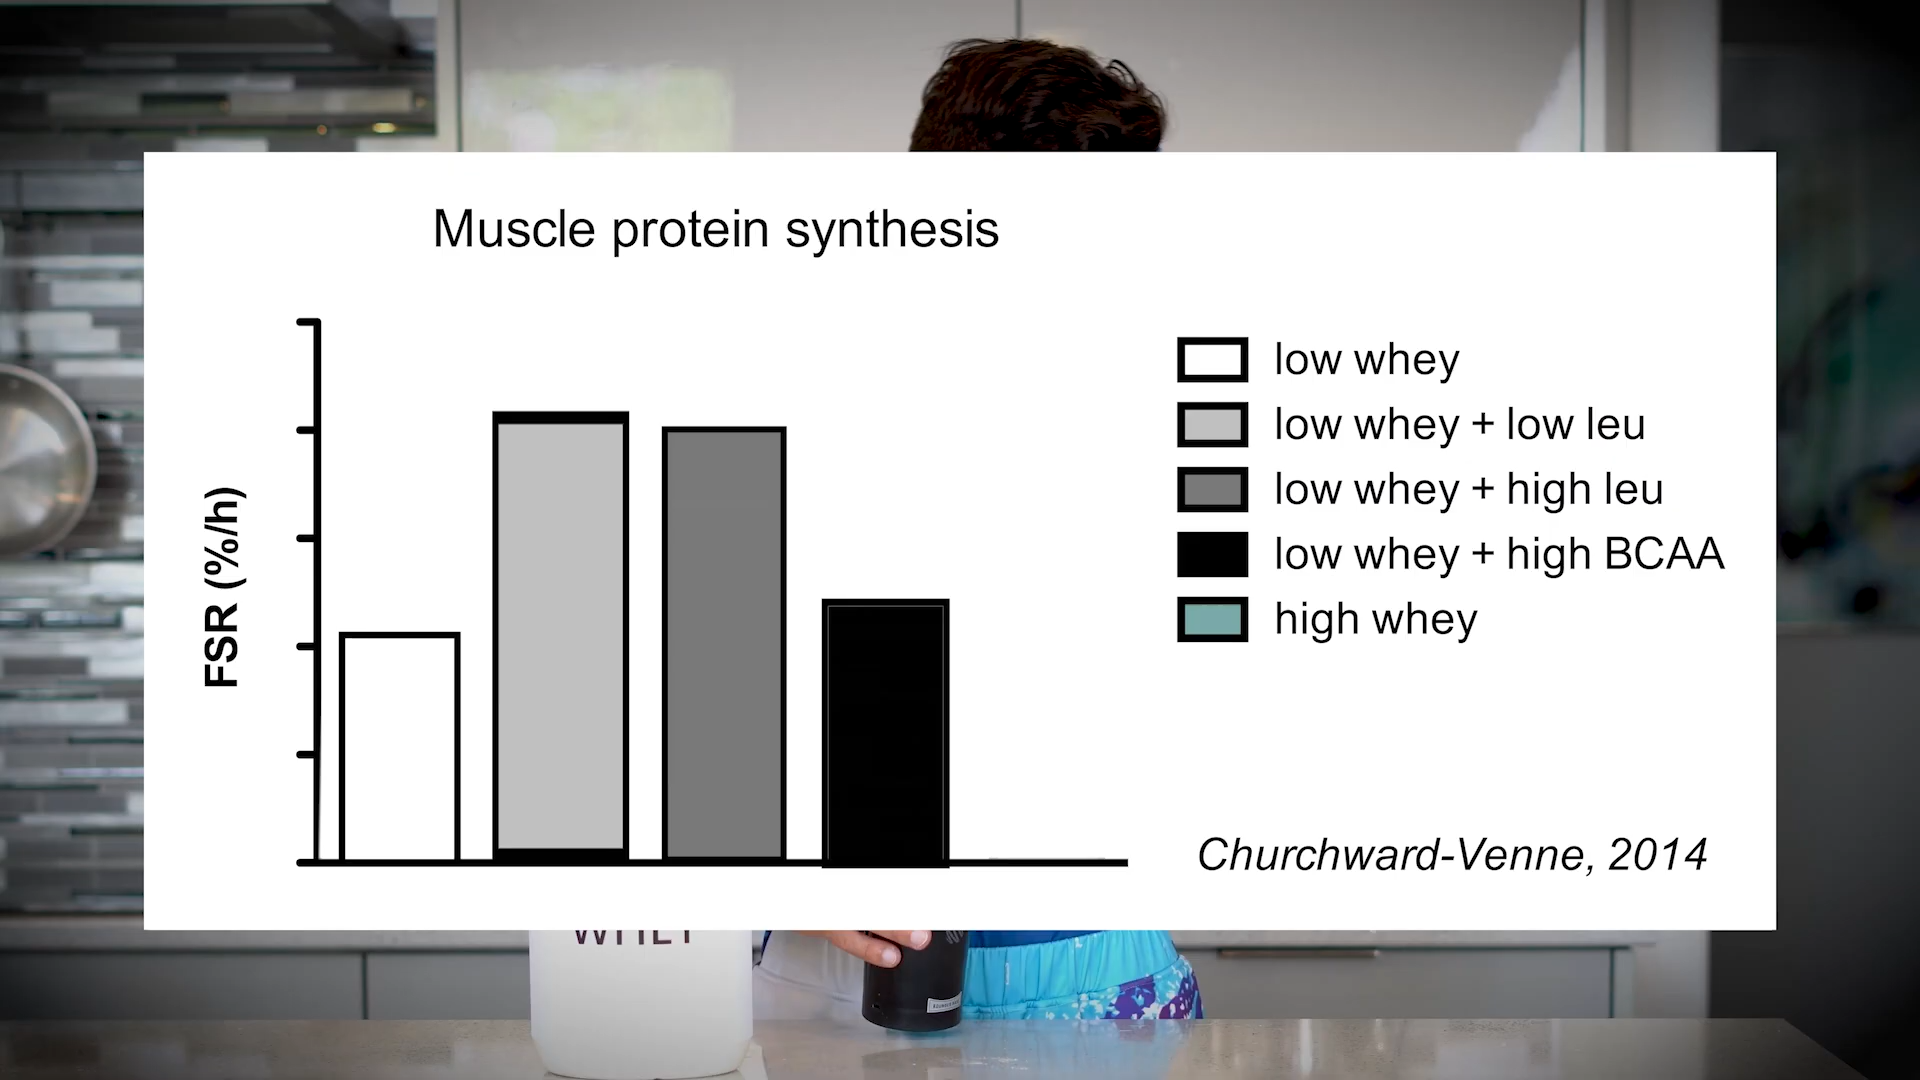 Muscle protein synthesis
FSR (%/h)
low whey
low whey + low leu
low whey + high leu
low whey + high BCAA
high whey
Churchward-Venne, 2014
WHEY